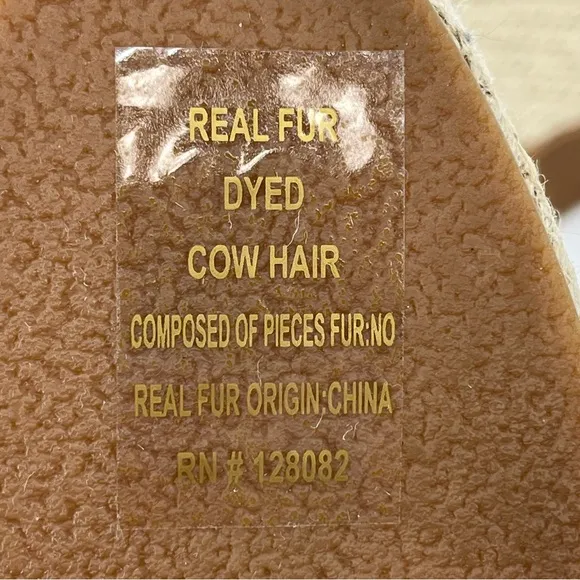 REAL FUR
DYED
COW HAIR
COMPOSED OF PIECES FUR:NO
REAL FUR ORIGIN:CHINA
RN # 128082